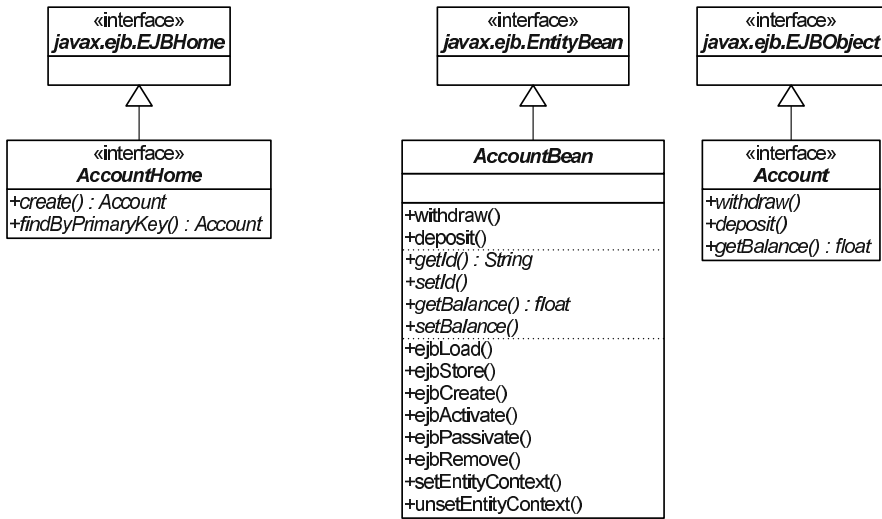 «interface»
javax.ejb.EJBHome
«interface»
AccountHome
+create() : Account
+findByPrimaryKey() : Account
«interface»
javax.ejb.EntityBean
AccountBean
+withdraw()
+deposit()
+getId() : String
+setId()
+getBalance() : float
+setBalance()
+ejbLoad()
+ejbStore()
+ejbCreate()
+ejbActivate()
+ejbPassivate()
+ejbRemove()
+setEntityContext()
+unsetEntityContext()
«interface»
javax.ejb.EJBObject
«interface»
Account
+withdraw()
+deposit()
+getBalance() : float